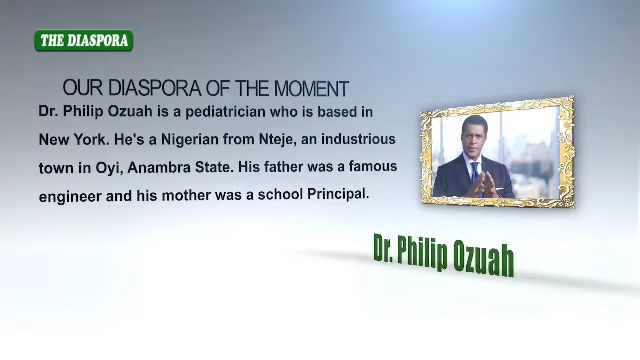 THE DIASPORA
OUR DIASPORA OF THE MOMENT
Dr. Philip Ozuah is a pediatrician who is based in
New York. He's a Nigerian from Nteje, an industrious
town in Oyi, Anambra State. His father was a famous
engineer and his mother was a school Principal.
Dr. Philip Ozuah